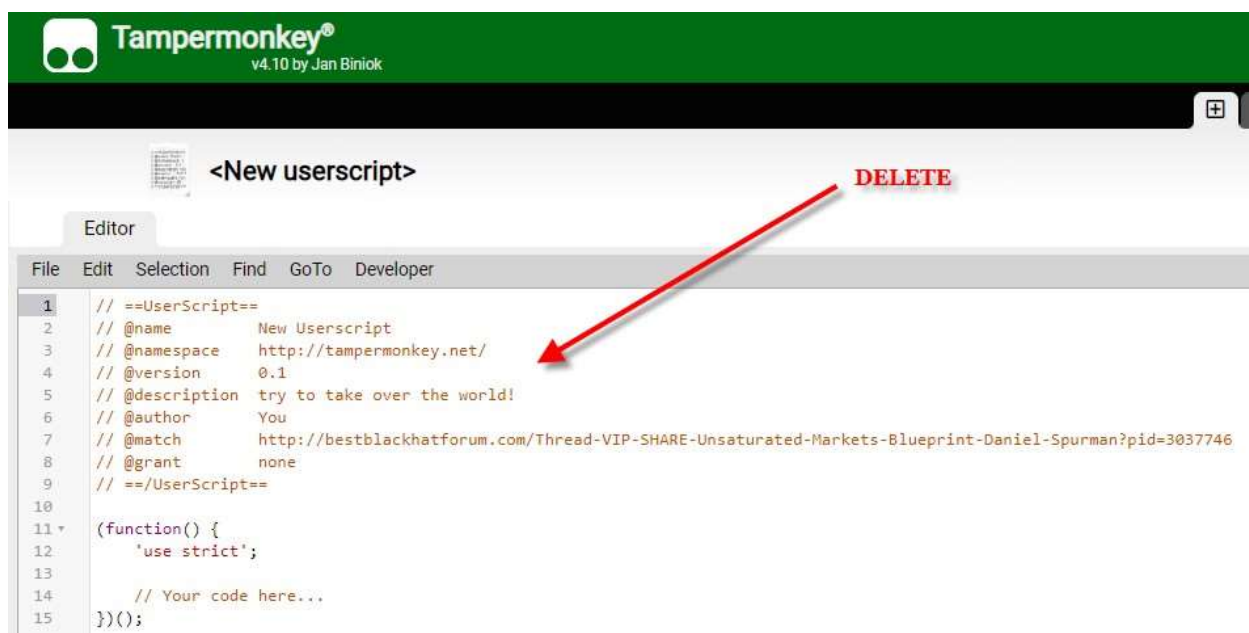 Tampermonkey®
v4.10 by Jan Biniok
<New userscript>
DELETE
Editor
File Edit Selection Find GoTo Developer
1 // ==UserScript==
2 // @name New Userscript
3 // @namespace http://tampermonkey.net/
4 // @version 0.1
5 // @description try to take over the world!
6 // @author You
7 // @match http://bestblackhatforum.com/Thread-VIP-SHARE-Unsaturated-Markets-Blueprint-Daniel-Spurman?pid=3037746
8 // @grant none
9 // ==/UserScript==
10
11 (function() {
12 'use strict';
13
14 // Your code here...
15 })();